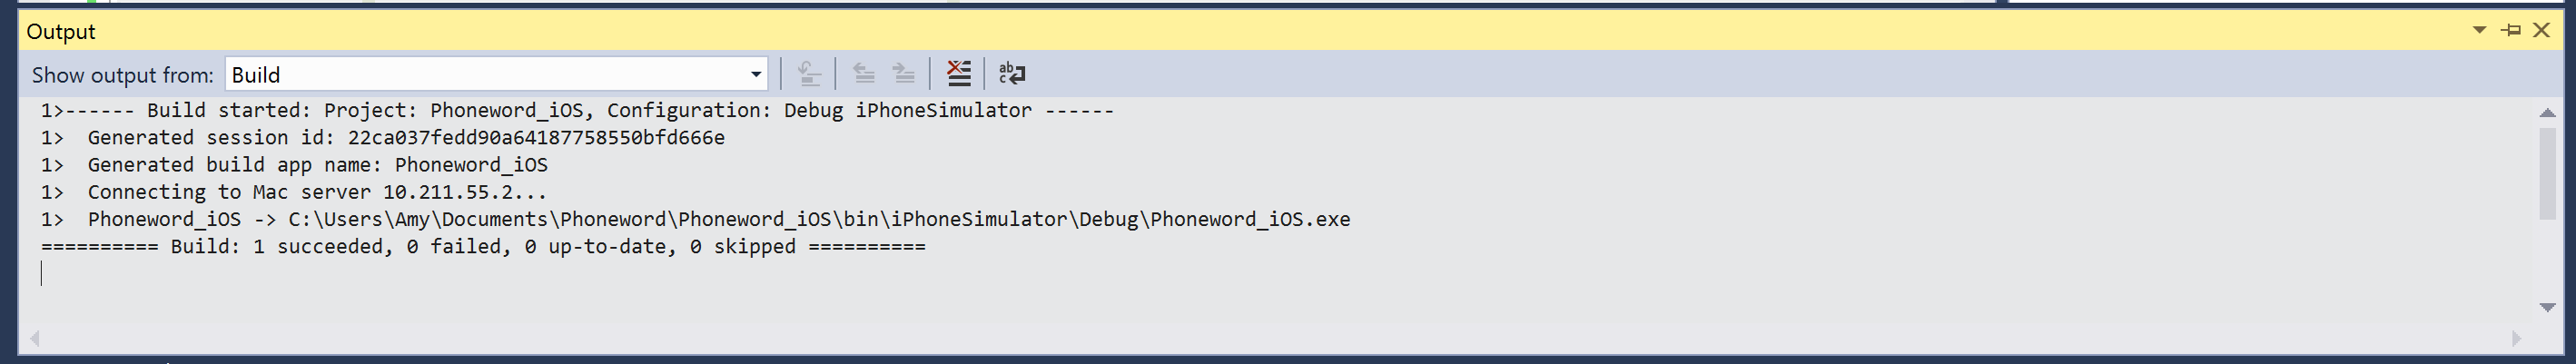 Output
Show output from: Build
1>------ Build started: Project: Phoneword_iOS, Configuration: Debug iPhoneSimulator ------
1>  Generated session id: 22ca037fedd90a64187758550bfd666e
1>  Generated build app name: Phoneword_iOS
1>  Connecting to Mac server 10.211.55.2...
1>  Phoneword_iOS -> C:\Users\Amy\Documents\Phoneword\Phoneword_iOS\bin\iPhoneSimulator\Debug\Phoneword_iOS.exe
========== Build: 1 succeeded, 0 failed, 0 up-to-date, 0 skipped ==========